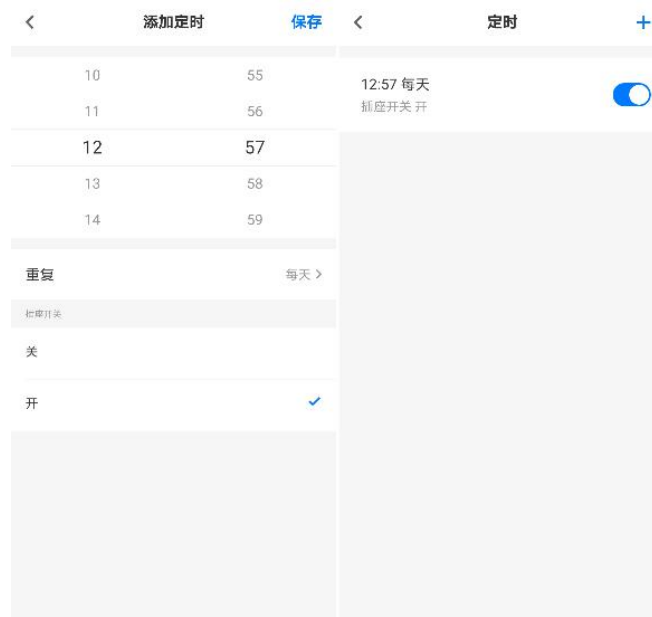 添加定时
保存
10 55
11 56
12 57
13 58
14 59
重复
每天
插座开关
关
开
定时
12:57 每天
插座开关 开